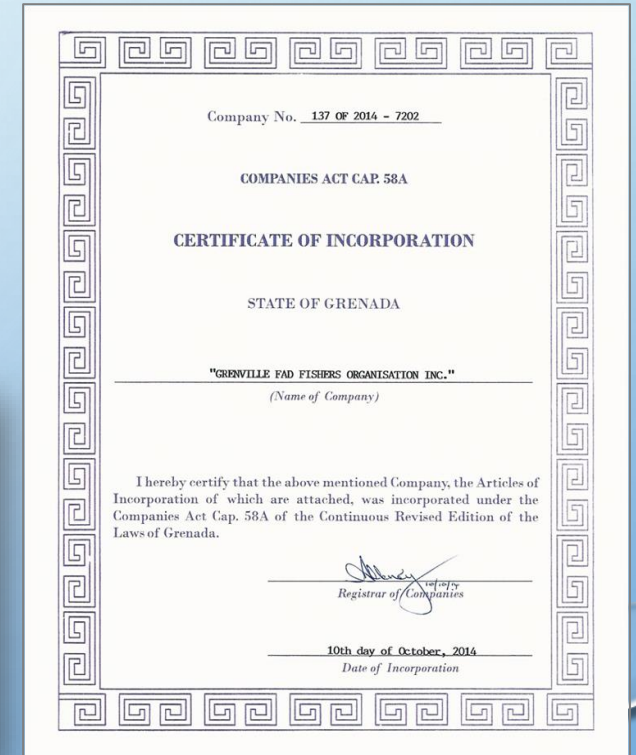 Company No. 137 OF 2014 - 7202
COMPANIES ACT CAP. 58A
CERTIFICATE OF INCORPORATION
STATE OF GRENADA
"GRENVILLE FAD FISHERS ORGANISATION INC."
(Name of Company)
I hereby certify that the above mentioned Company, the Articles of
Incorporation of which are attached, was incorporated under the
Companies Act Cap. 58A of the Continuous Revised Edition of the
Laws of Grenada.
10/10/14
Registrar of Companies
10th day of October, 2014
Date of Incorporation